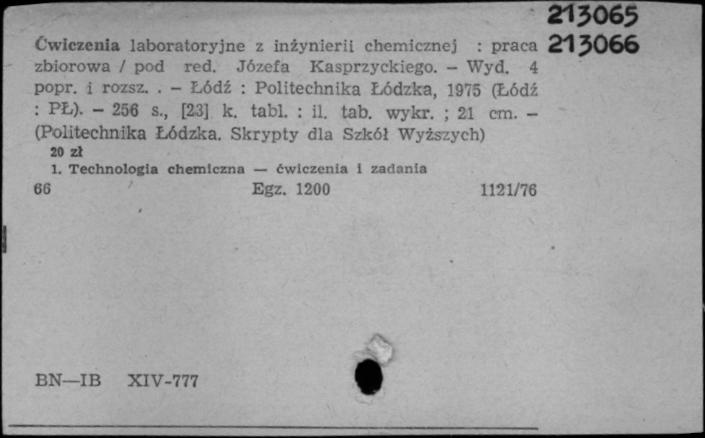 213065
213066
Ćwiczenia laboratoryjne z inżynierii chemicznej : praca
zbiorowa / pod red. Józefa Kasprzyckiego. — Wyd. 4
popr. i rozsz. . — Łódź : Politechnika Łódzka, 1975 (Łódź
: PŁ). — 256 s., [23] k. tabl. : il. tab. wykr. ; 21 cm. —
(Politechnika Łódzka. Skrypty dla Szkół Wyższych)
20 zł
1. Technologia chemiczna — ćwiczenia i zadania
66 Egz. 1200 1121/76
BN—IB XIV-777